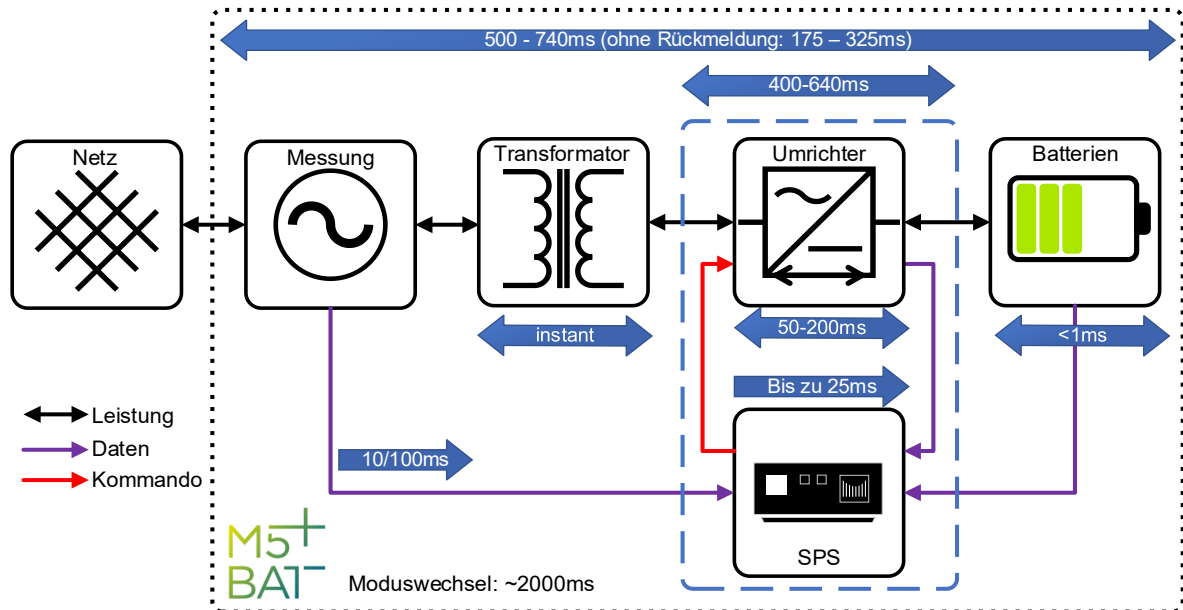 500 - 740ms (ohne Rückmeldung: 175 – 325ms)
400-640ms
Netz
Messung
Transformator
Umrichter
Batterien
instant
50-200ms
<1ms
Bis zu 25ms
Leistung
Daten
Kommando
10/100ms
SPS
M5
BAT
Moduswechsel: ~2000ms